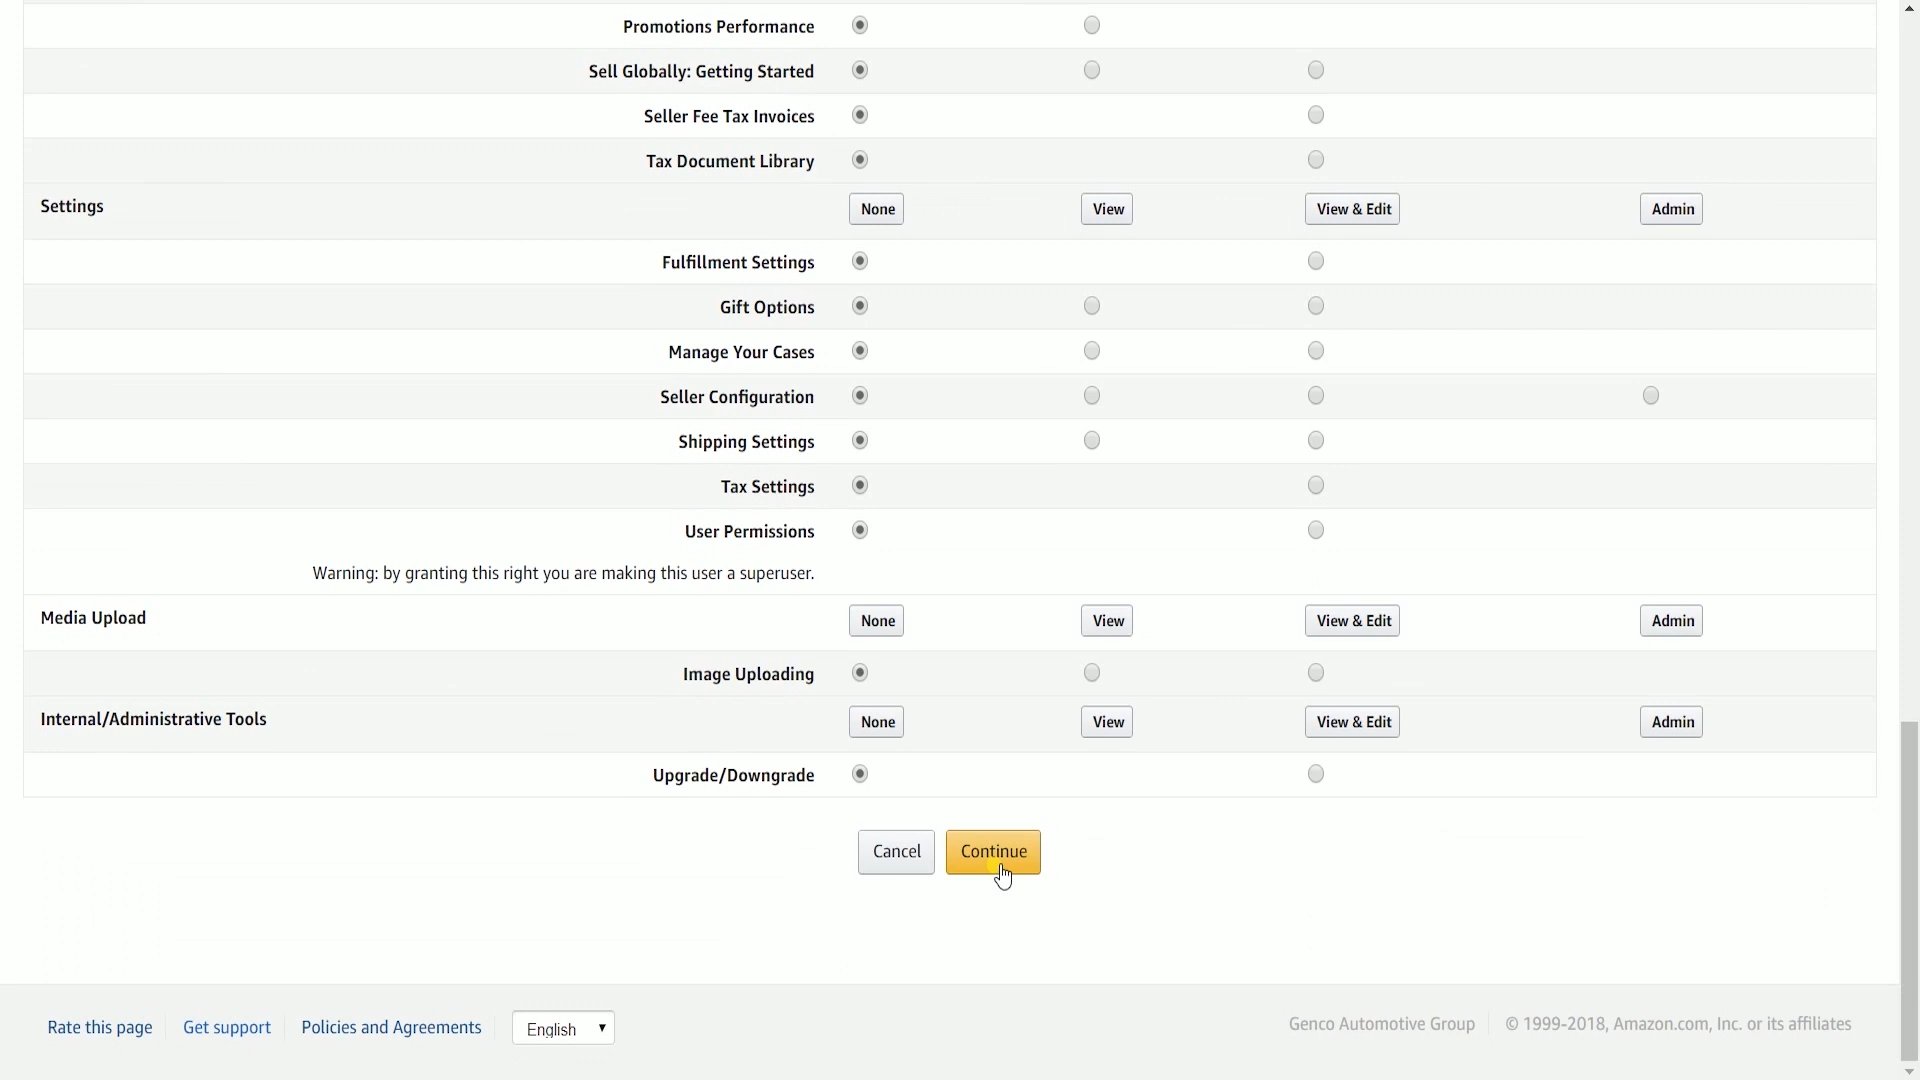 Promotions Performance
Sell Globally: Getting Started
Seller Fee Tax Invoices
Tax Document Library
Settings None View View & Edit Admin
Fulfillment Settings
Gift Options
Manage Your Cases
Seller Configuration
Shipping Settings
Tax Settings
User Permissions
Warning: by granting this right you are making this user a superuser.
Media Upload None View View & Edit Admin
Image Uploading
Internal/Administrative Tools None View View & Edit Admin
Upgrade/Downgrade
Cancel Continue
Rate this page Get support Policies and Agreements English Genco Automotive Group © 1999-2018, Amazon.com, Inc. or its affiliates